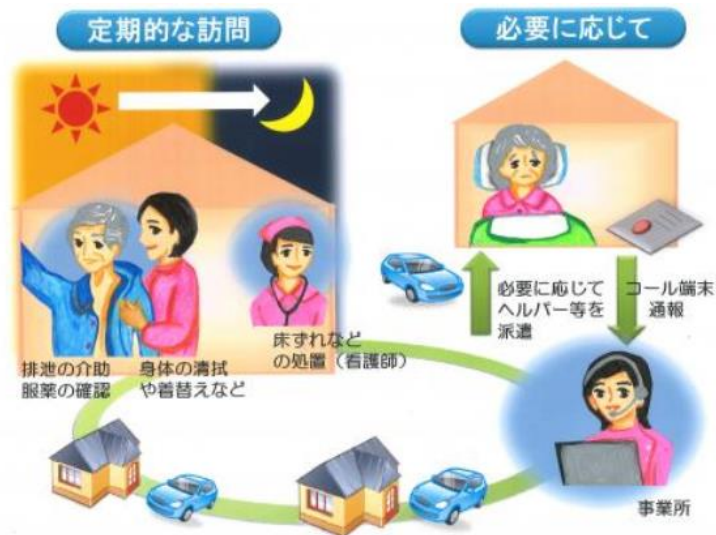 定期的な訪問
必要に応じて
必要に応じて
ヘルパー等を
派遣
コール端末
通報
床ずれなど
の処置（看護師）
排泄の介助
服薬の確認
身体の清拭
や着替えなど
事業所